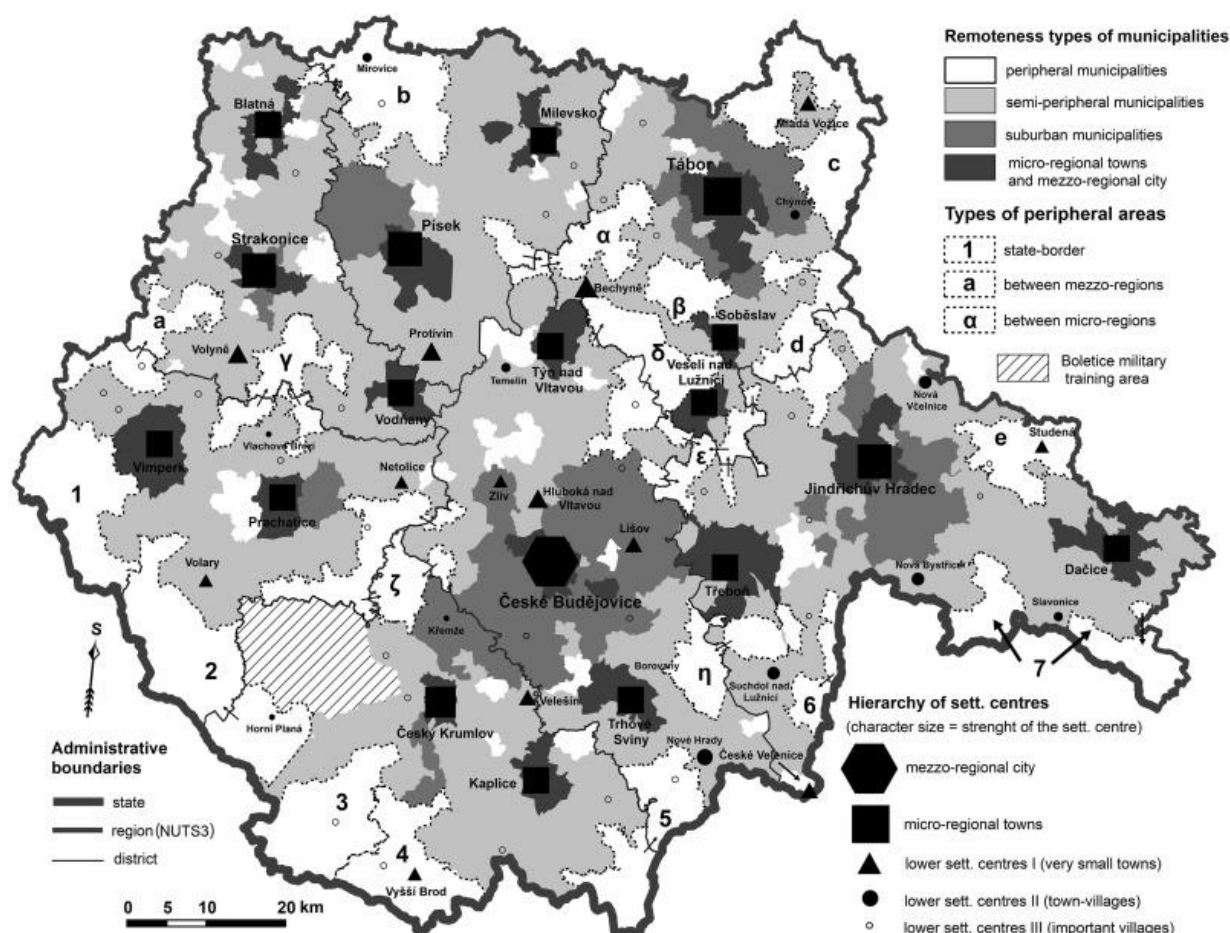 Remoteness types of municipalities
peripheral municipalities
semi-peripheral municipalities
suburban municipalities
micro-regional towns
and mezzo-regional city
Types of peripheral areas
1
state-border
a
between mezzo-regions
α
between micro-regions
Boletice military
training area
Mirovice
b
Blatná
Milevsko
Mladá Vožice
c
Tábor
Chýnov
Písek
Strakonice
α
Bechyně
β
Soběslav
a
Volyně
γ
Protivín
Temelín
Týn nad
Vltavou
δ
d
Veselí nad
Lužnicí
Nová
Včelnice
Vodňany
Vlachovo Březí
Vimperk
1
Netolice
Prachatice
Zliv
Hluboká nad
Vltavou
Lišov
ε
Jindřichův Hradec
e
Studená
Dačice
Volary
ζ
České Budějovice
Třeboň
Nová Bystřice
Slavonice
7
Křemže
2
Horní Planá
Borovany
η
Suchdol nad
Lužnicí
6
Velešín
Český Krumlov
Trhové
Sviny
Nové Hrady
České Velenice
Kaplice
3
4
5
Vyšší Brod
S
Administrative
boundaries
state
region (NUTS3)
district
0 5 10 20 km
Hierarchy of sett. centres
(character size = strenght of the sett. centre)
mezzo-regional city
micro-regional towns
lower sett. centres I (very small towns)
lower sett. centres II (town-villages)
lower sett. centres III (important villages)